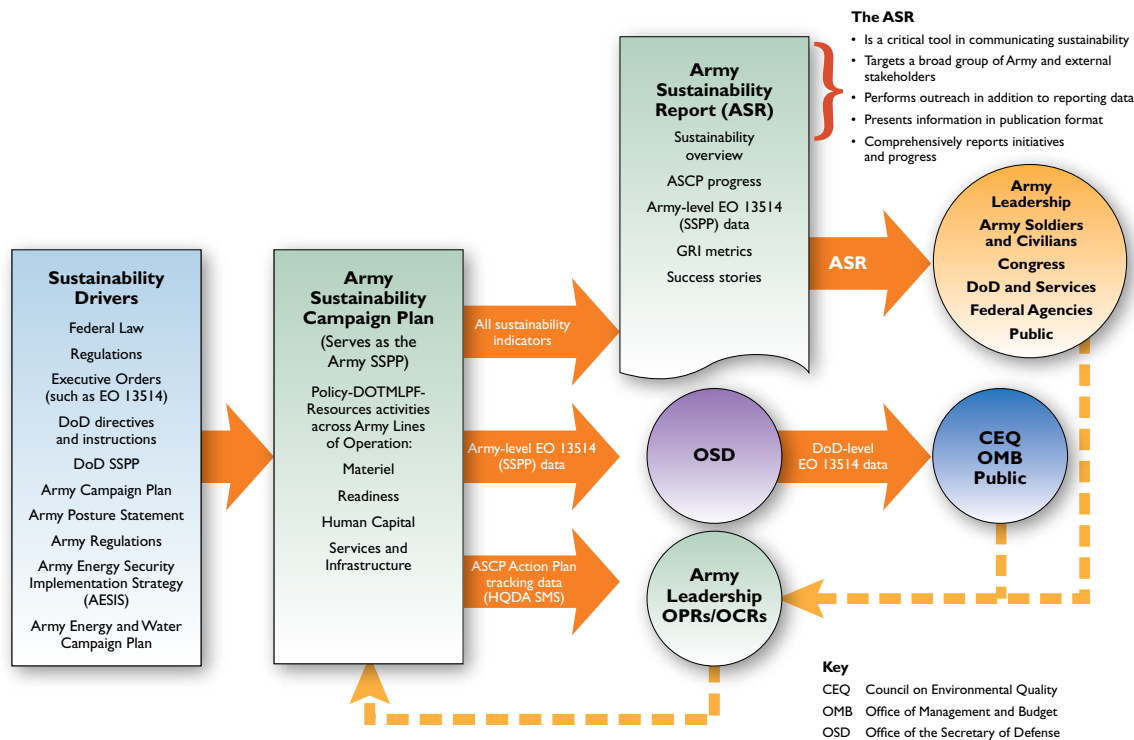 The ASR
• Is a critical tool in communicating sustainability
• Targets a broad group of Army and external
stakeholders
• Performs outreach in addition to reporting data
• Presents information in publication format
• Comprehensively reports initiatives
and progress
Army
Sustainability
Report (ASR)
Sustainability
overview
ASCP progress
Army-level EO 13514
(SSPP) data
GRI metrics
Success stories
ASR
Army
Leadership
Army Soldiers
and Civilians
Congress
DoD and Services
Federal Agencies
Public
Sustainability
Drivers
Federal Law
Regulations
Executive Orders
(such as EO 13514)
DoD directives
and instructions
DoD SSPP
Army Campaign Plan
Army Posture Statement
Army Regulations
Army Energy Security
Implementation Strategy
(AESIS)
Army Energy and Water
Campaign Plan
Army
Sustainability
Campaign Plan
(Serves as the
Army SSPP)
Policy-DOTMLPF-
Resources activities
across Army Lines
of Operation:
Materiel
Readiness
Human Capital
Services and
Infrastructure
All sustainability
indicators
Army-level EO 13514
(SSPP) data
OSD
DoD-level
EO 13514 data
CEQ
OMB
Public
ASCP Action Plan
tracking data
(HQDA SMS)
Army
Leadership
OPRs/OCRs
Key
CEQ Council on Environmental Quality
OMB Office of Management and Budget
OSD Office of the Secretary of Defense